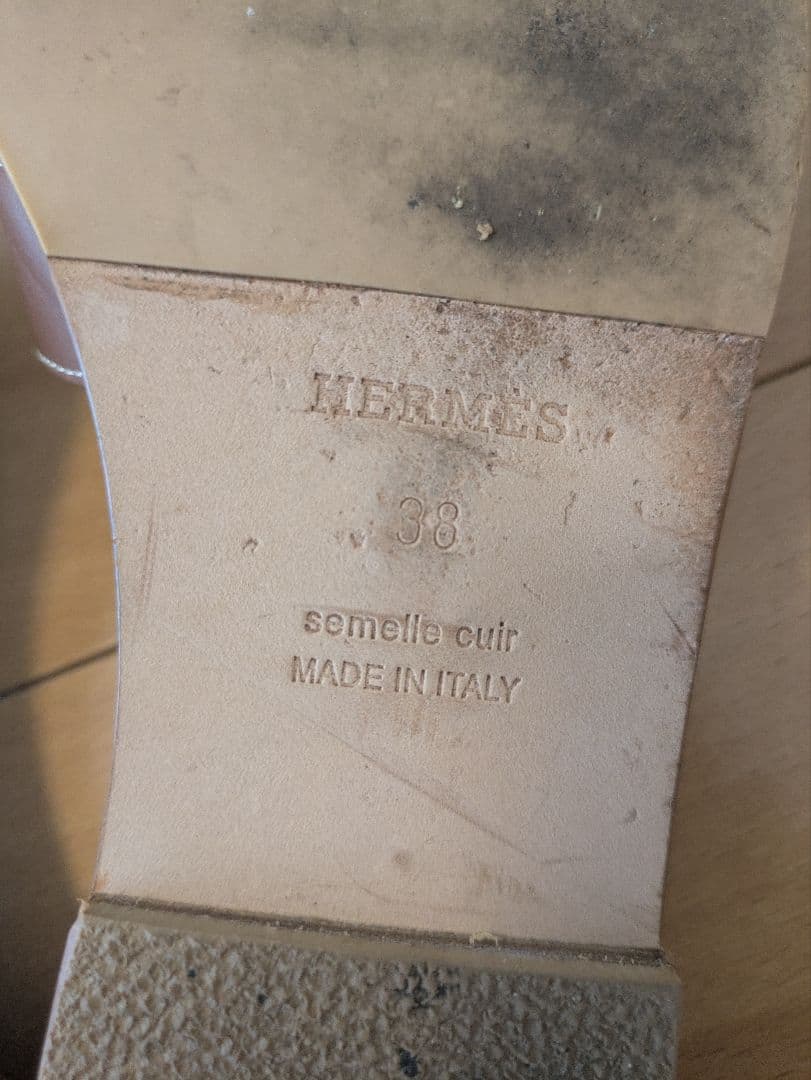 HERMÈS
38
semelle cuir
MADE IN ITALY